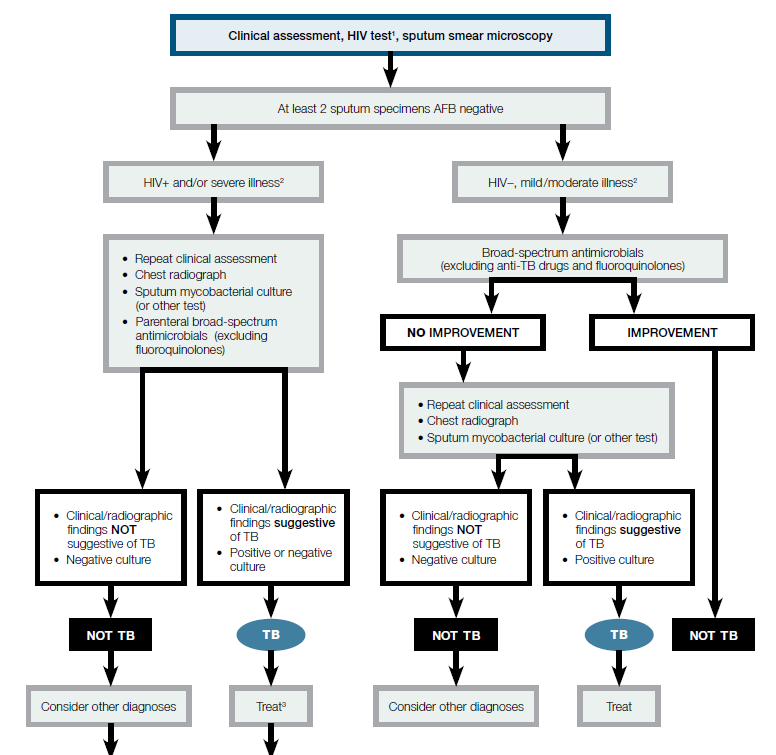 Clinical assessment, HIV test¹, sputum smear microscopy
At least 2 sputum specimens AFB negative
HIV+ and/or severe illness²
HIV–, mild/moderate illness²
• Repeat clinical assessment
• Chest radiograph
• Sputum mycobacterial culture
(or other test)
• Parenteral broad-spectrum
antimicrobials (excluding
fluoroquinolones)
Broad-spectrum antimicrobials
(excluding anti-TB drugs and fluoroquinolones)
NO IMPROVEMENT
IMPROVEMENT
• Repeat clinical assessment
• Chest radiograph
• Sputum mycobacterial culture (or other test)
• Clinical/radiographic
findings NOT
suggestive of TB
• Negative culture
• Clinical/radiographic
findings suggestive
of TB
• Positive or negative
culture
• Clinical/radiographic
findings NOT
suggestive of TB
• Negative culture
• Clinical/radiographic
findings suggestive
of TB
• Positive culture
NOT TB
TB
NOT TB
TB
NOT TB
Consider other diagnoses
Treat³
Consider other diagnoses
Treat